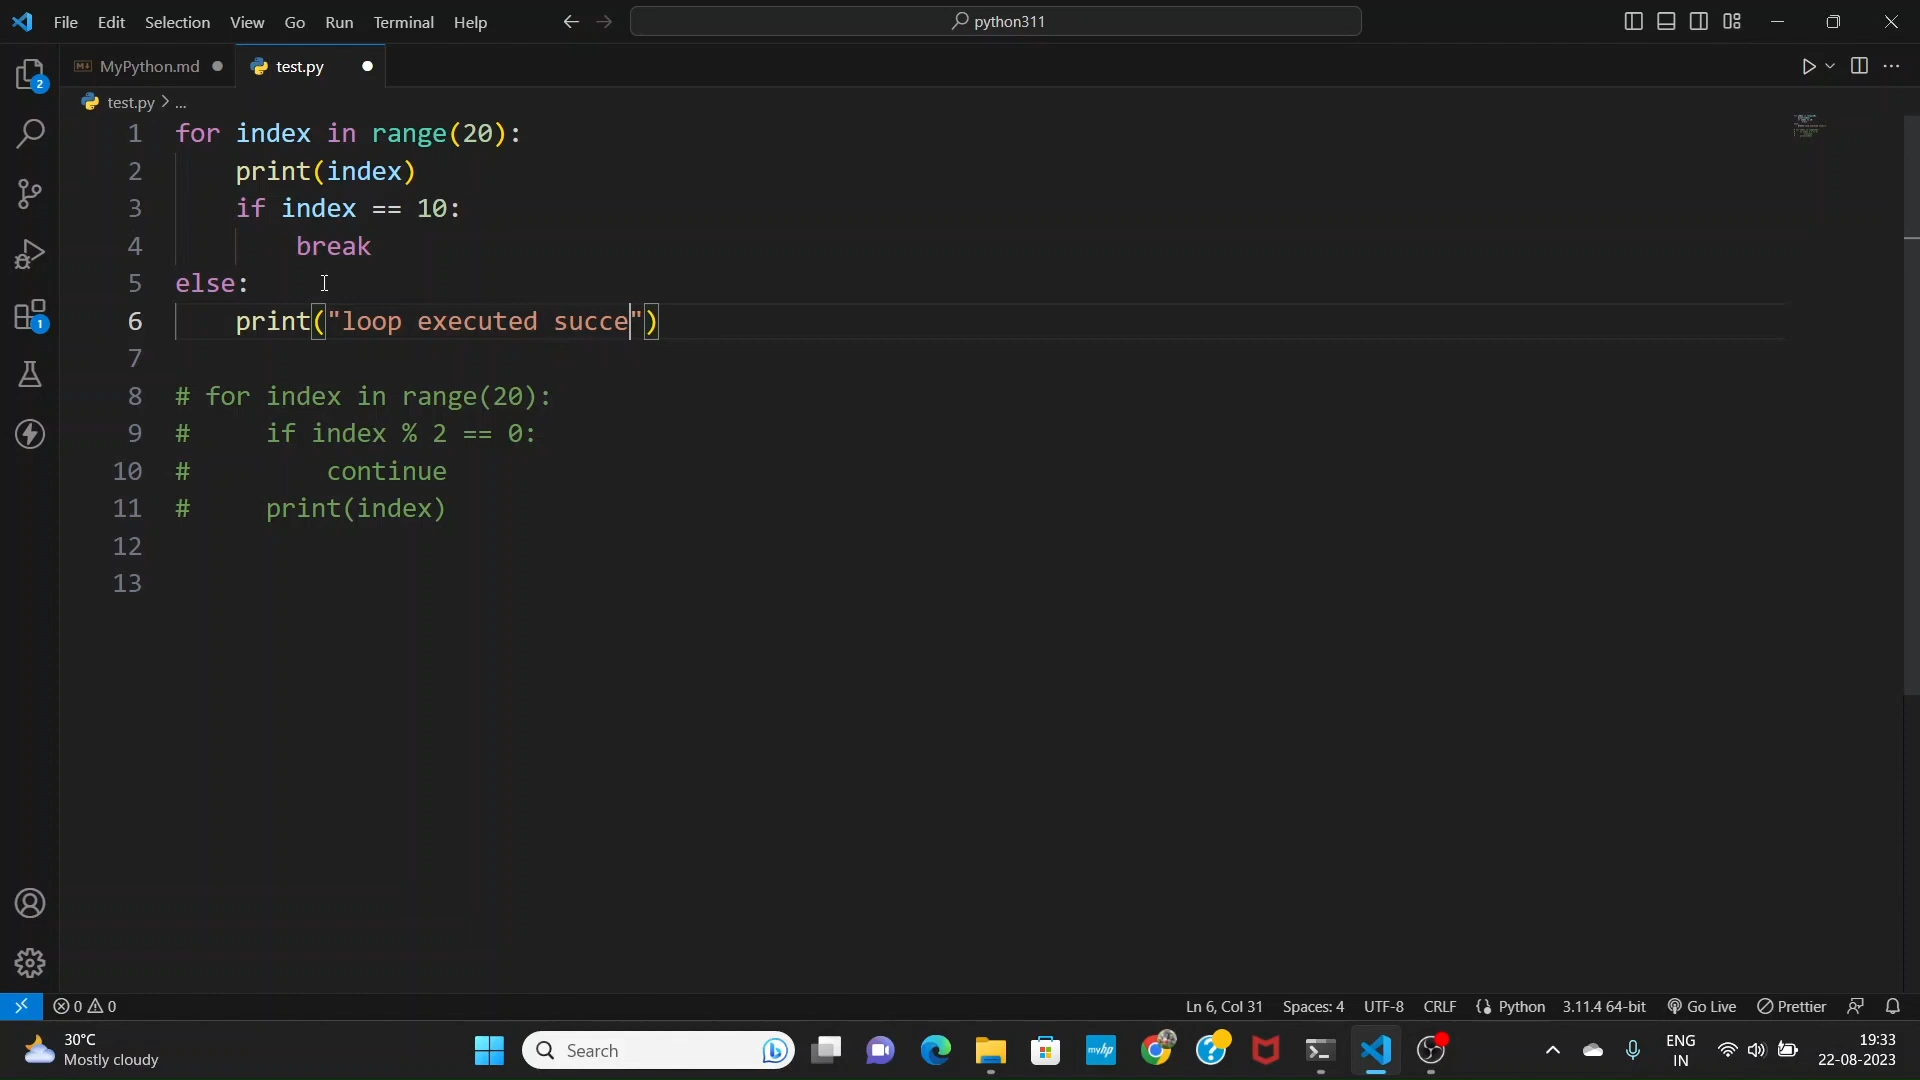 File Edit Selection View Go Run Terminal Help
python311
MyPython.md test.py
test.py > ...
2
1
1 for index in range(20):
2     print(index)
3     if index == 10:
4         break
5 else:
6     print("loop executed succe")
7
8 # for index in range(20):
9 #     if index % 2 == 0:
10 #         continue
11 #     print(index)
12
13
0 0 Ln 6, Col 31 Spaces: 4 UTF-8 CRLF {} Python 3.11.4 64-bit Go Live Prettier
30°C
Mostly cloudy
Search
myhp
ENG
IN
19:33
22-08-2023